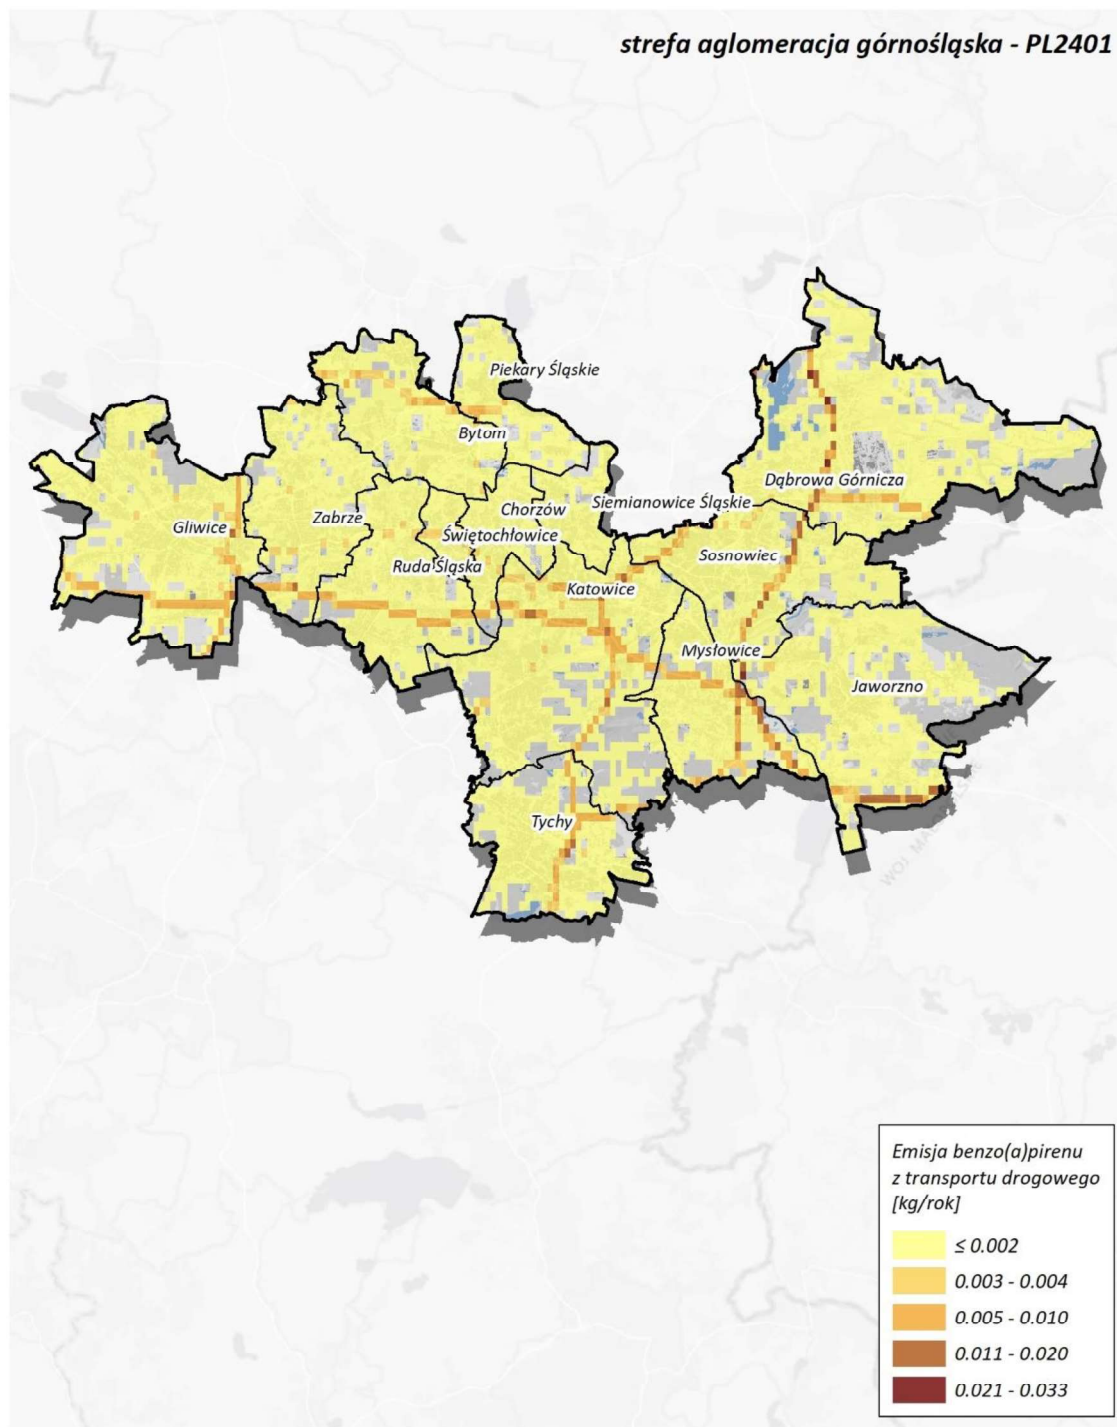 strefa aglomeracja górnośląska - PL2401
Piekary Śląskie
Bytom
Dąbrowa Górnicza
Chorzów
Siemianowice Śląskie
Zabrze
Gliwice
Świętochłowice
Sosnowiec
Ruda Śląska
Katowice
Mysłowice
Jaworzno
Tychy
Emisja benzo(a)pirenu
z transportu drogowego
[kg/rok]
≤ 0.002
0.003 - 0.004
0.005 - 0.010
0.011 - 0.020
0.021 - 0.033